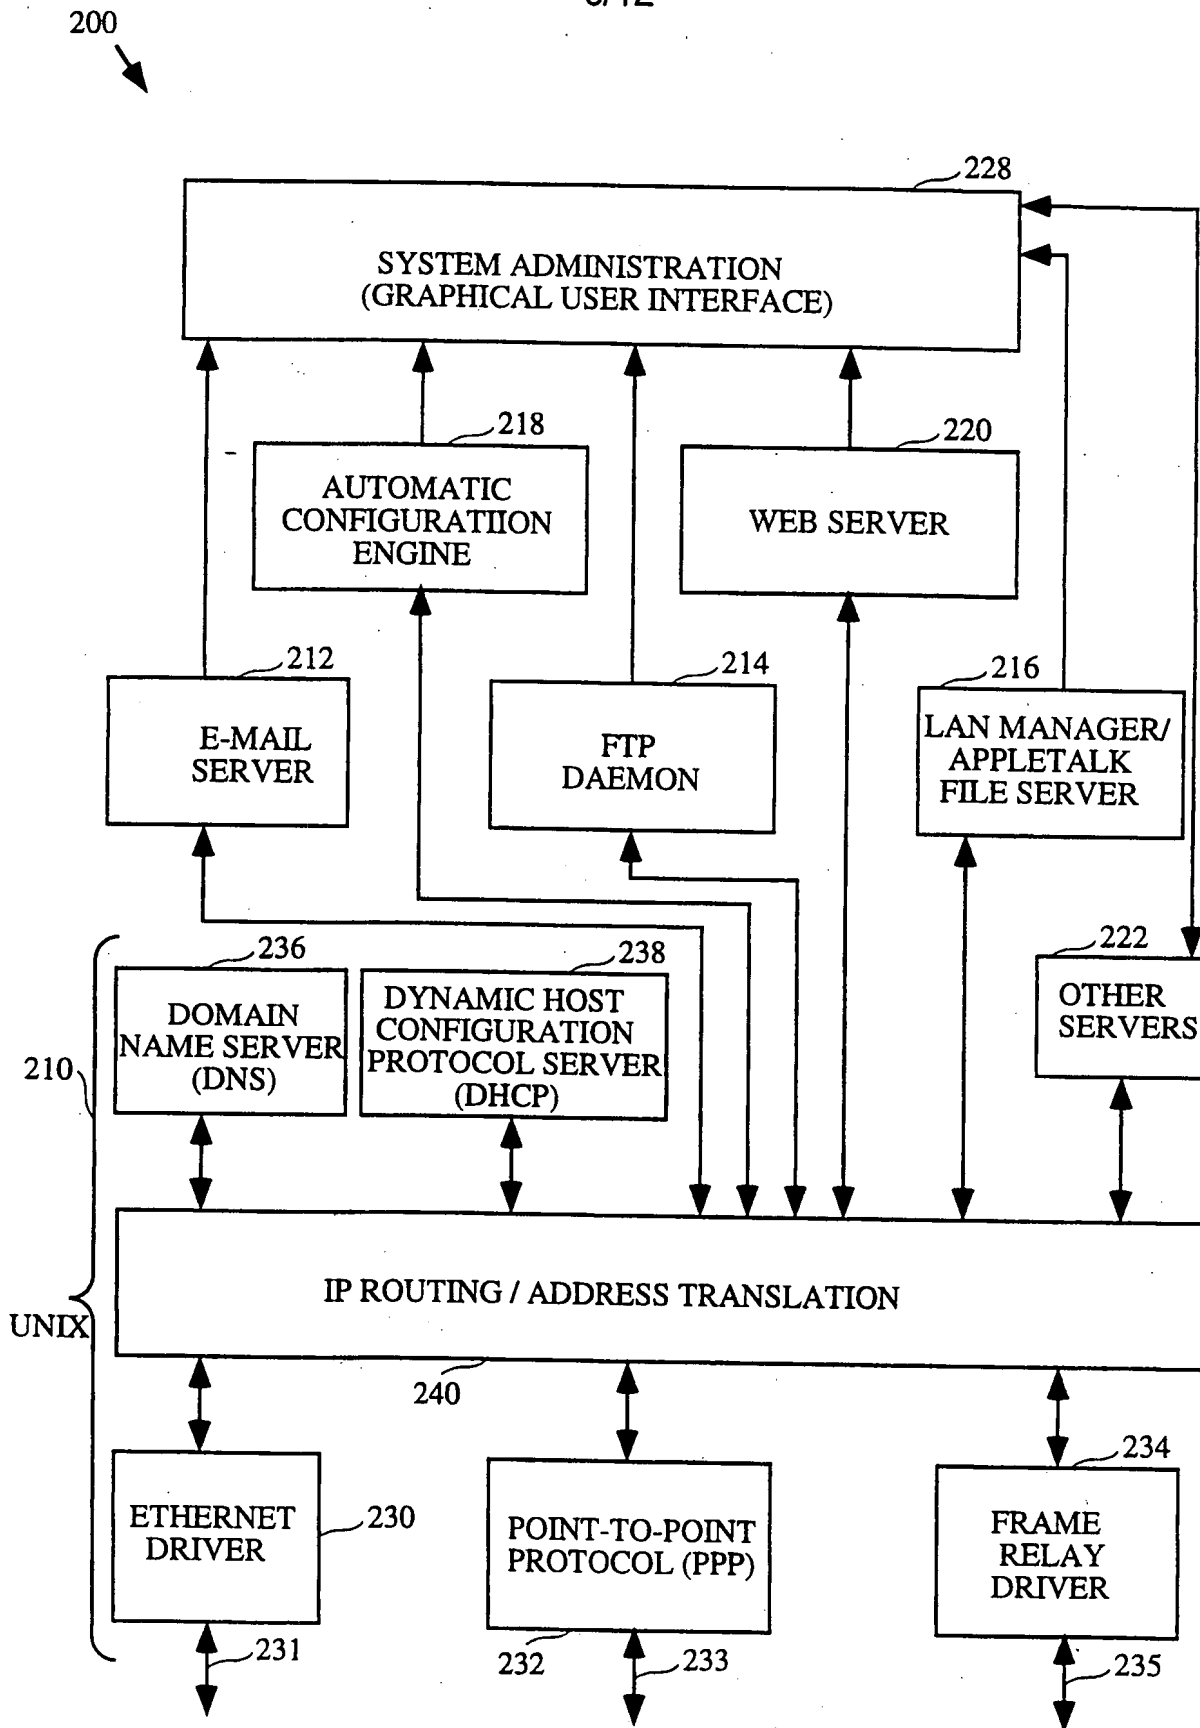 200
228
SYSTEM ADMINISTRATION
(GRAPHICAL USER INTERFACE)
218
220
AUTOMATIC
CONFIGURATIION
ENGINE
WEB SERVER
212
214
216
E-MAIL
SERVER
FTP
DAEMON
LAN MANAGER/
APPLETALK
FILE SERVER
236
238
222
DOMAIN
NAME SERVER
(DNS)
DYNAMIC HOST
CONFIGURATION
PROTOCOL SERVER
(DHCP)
OTHER
SERVERS
210
IP ROUTING / ADDRESS TRANSLATION
UNIX
240
234
ETHERNET
DRIVER
230
POINT-TO-POINT
PROTOCOL (PPP)
FRAME
RELAY
DRIVER
231
232
233
235